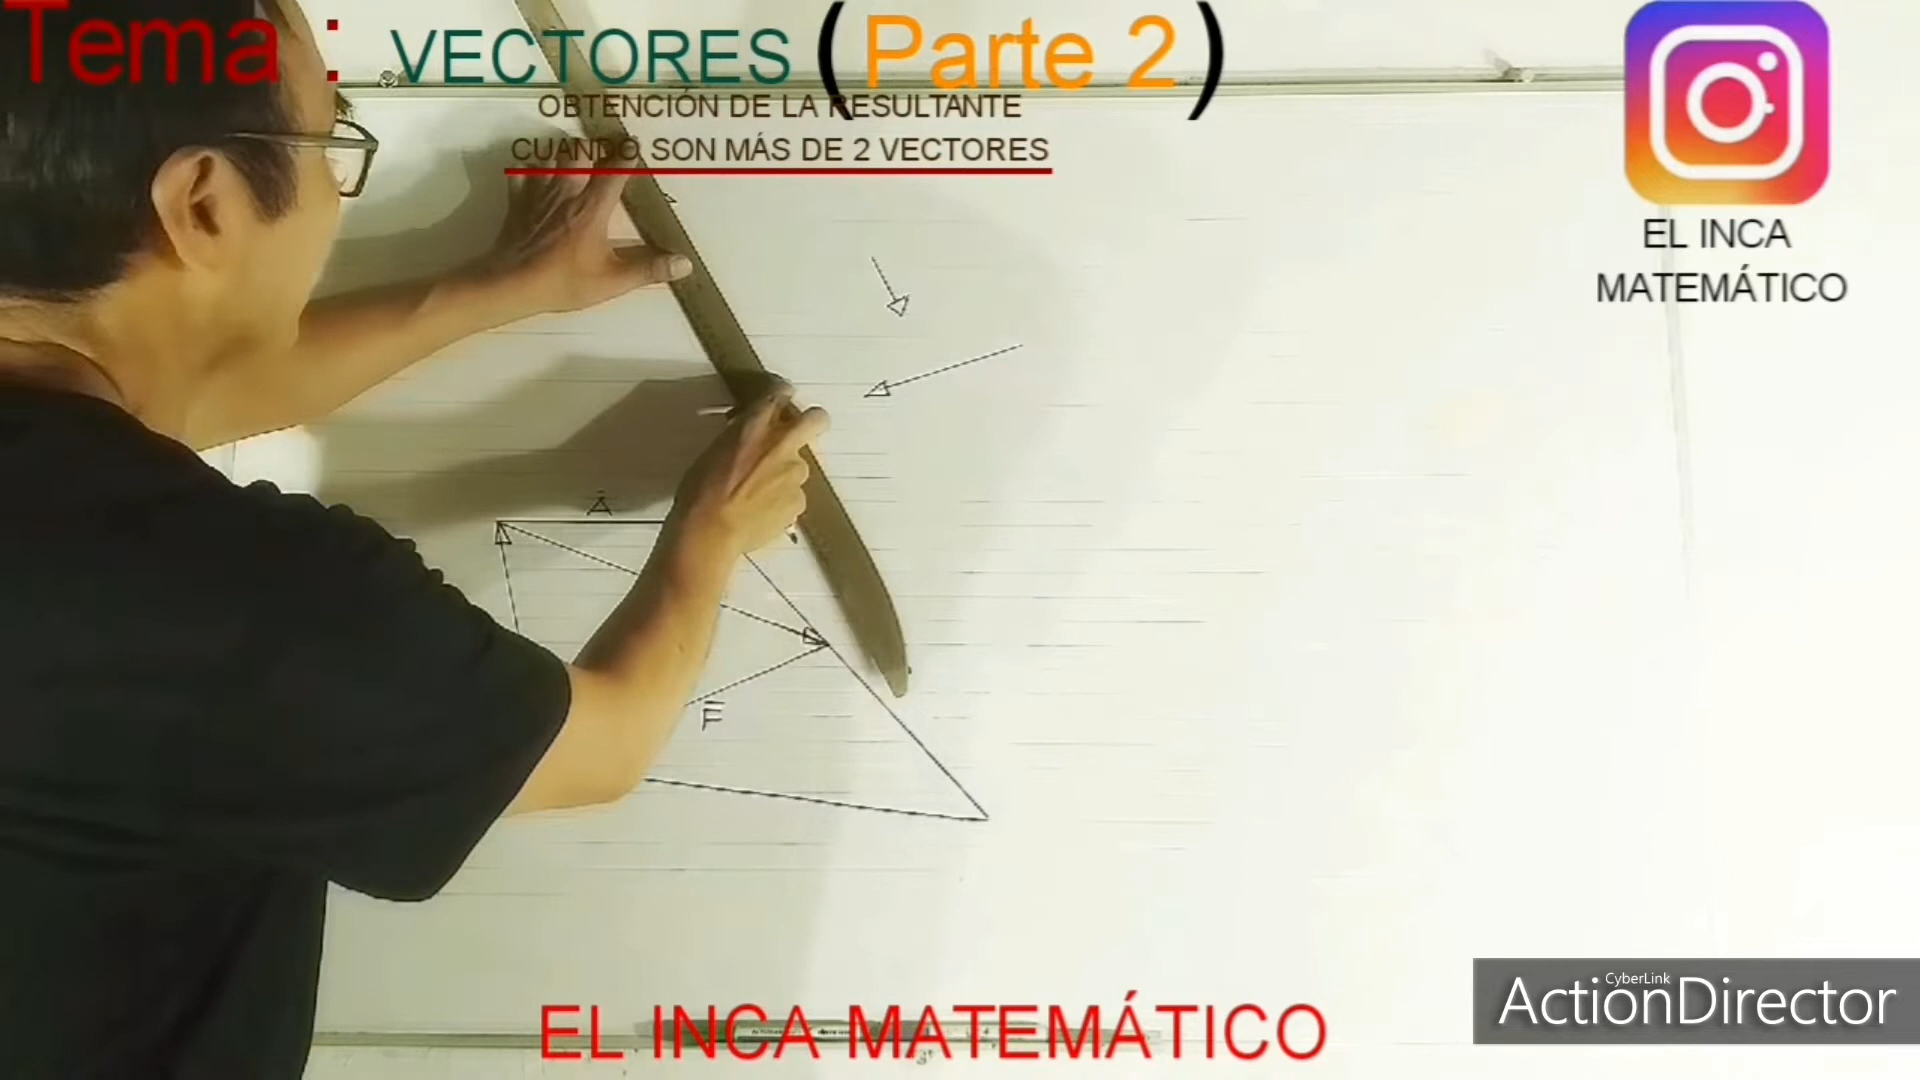 Tema : VECTORES (Parte 2)
OBTENCIÓN DE LA RESULTANTE
CUANDO SON MÁS DE 2 VECTORES
EL INCA
MATEMÁTICO
A
F
EL INCA MATEMÁTICO
CyberLink
ActionDirector